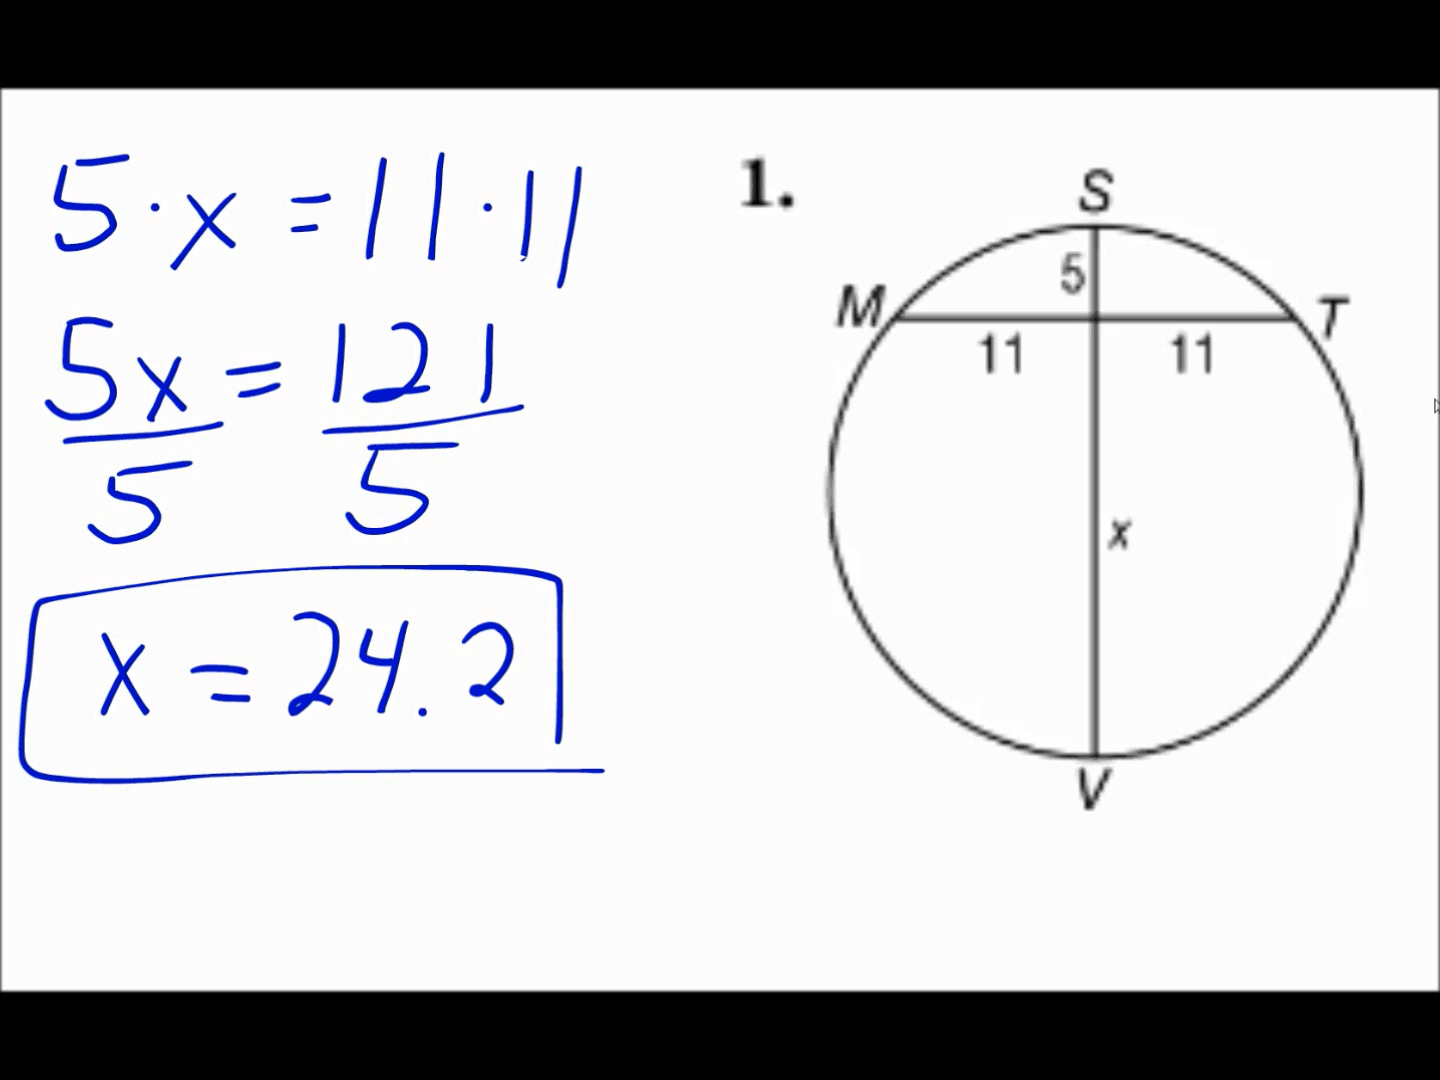 5·x = 11·11
5x = 121
5 5
x = 24.2
1.
S
5
M T
11 11
x
V